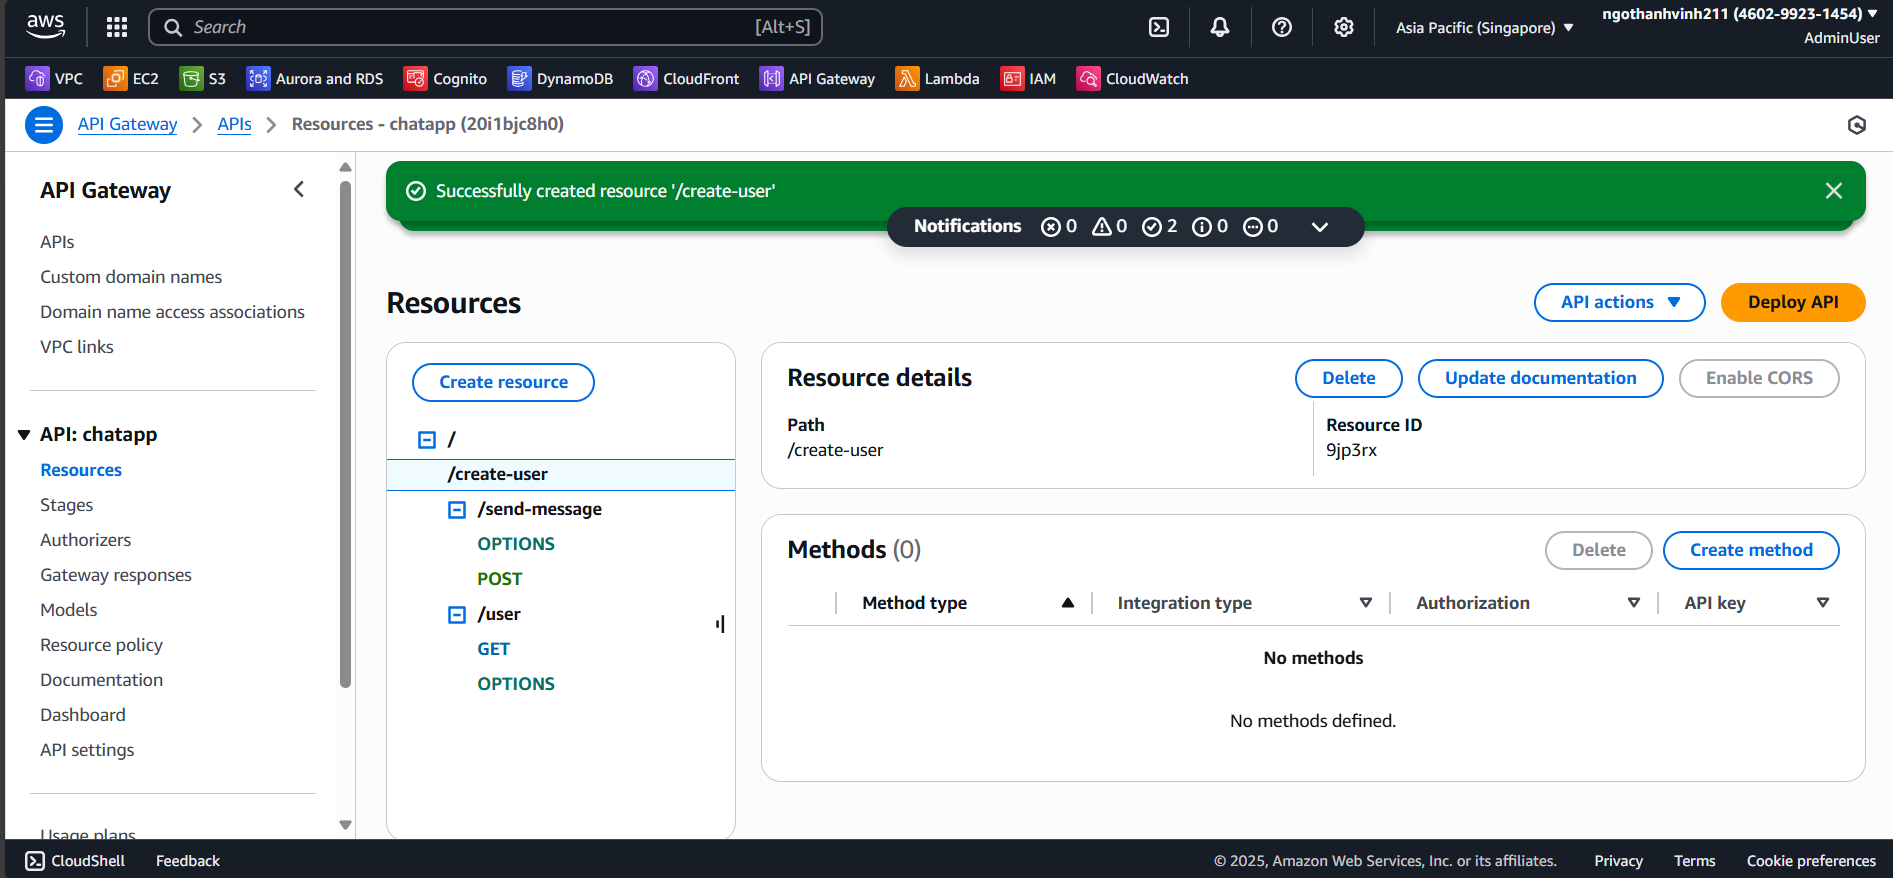 aws
Search [Alt+S]
Asia Pacific (Singapore)
ngothanhvinh211 (4602-9923-1454)
AdminUser
VPC EC2 S3 Aurora and RDS Cognito DynamoDB CloudFront API Gateway Lambda IAM CloudWatch
API Gateway APIs Resources - chatapp (20i1bjc8h0)
API Gateway
APIs
Custom domain names
Domain name access associations
VPC links
API: chatapp
Resources
Stages
Authorizers
Gateway responses
Models
Resource policy
Documentation
Dashboard
API settings
Usage plans
Successfully created resource '/create-user'
Notifications 0 0 2 0 0
Resources
API actions Deploy API
Create resource
/
/create-user
/send-message
OPTIONS
POST
/user
GET
OPTIONS
Resource details
Delete Update documentation Enable CORS
Path
/create-user
Resource ID
9jp3rx
Methods (0)
Delete Create method
Method type Integration type Authorization API key
No methods
No methods defined.
CloudShell Feedback © 2025, Amazon Web Services, Inc. or its affiliates. Privacy Terms Cookie preferences